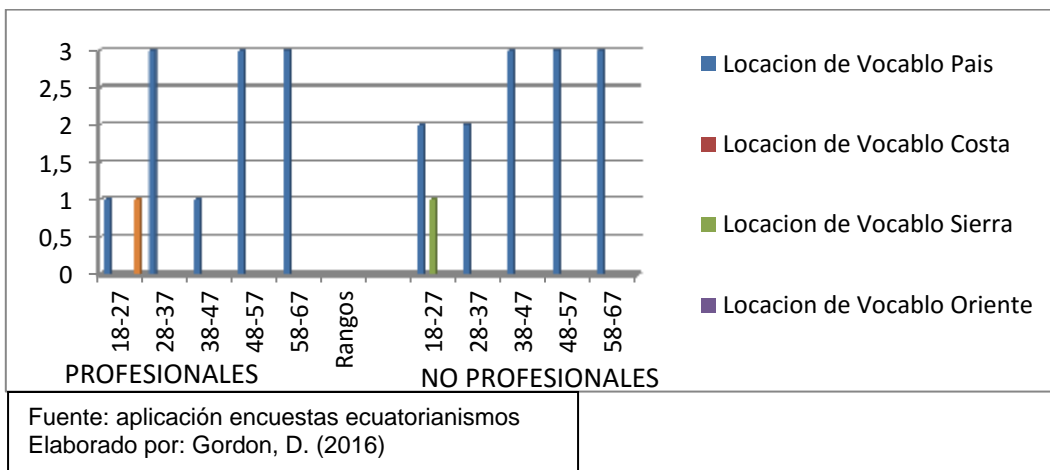 3
2,5
2
1,5
1
0,5
0
18-27
28-37
38-47
48-57
58-67
Rangos
18-27
28-37
38-47
48-57
58-67
PROFESIONALES
NO PROFESIONALES
Locacion de Vocablo Pais
Locacion de Vocablo Costa
Locacion de Vocablo Sierra
Locacion de Vocablo Oriente
Fuente: aplicación encuestas ecuatorianismos
Elaborado por: Gordon, D. (2016)